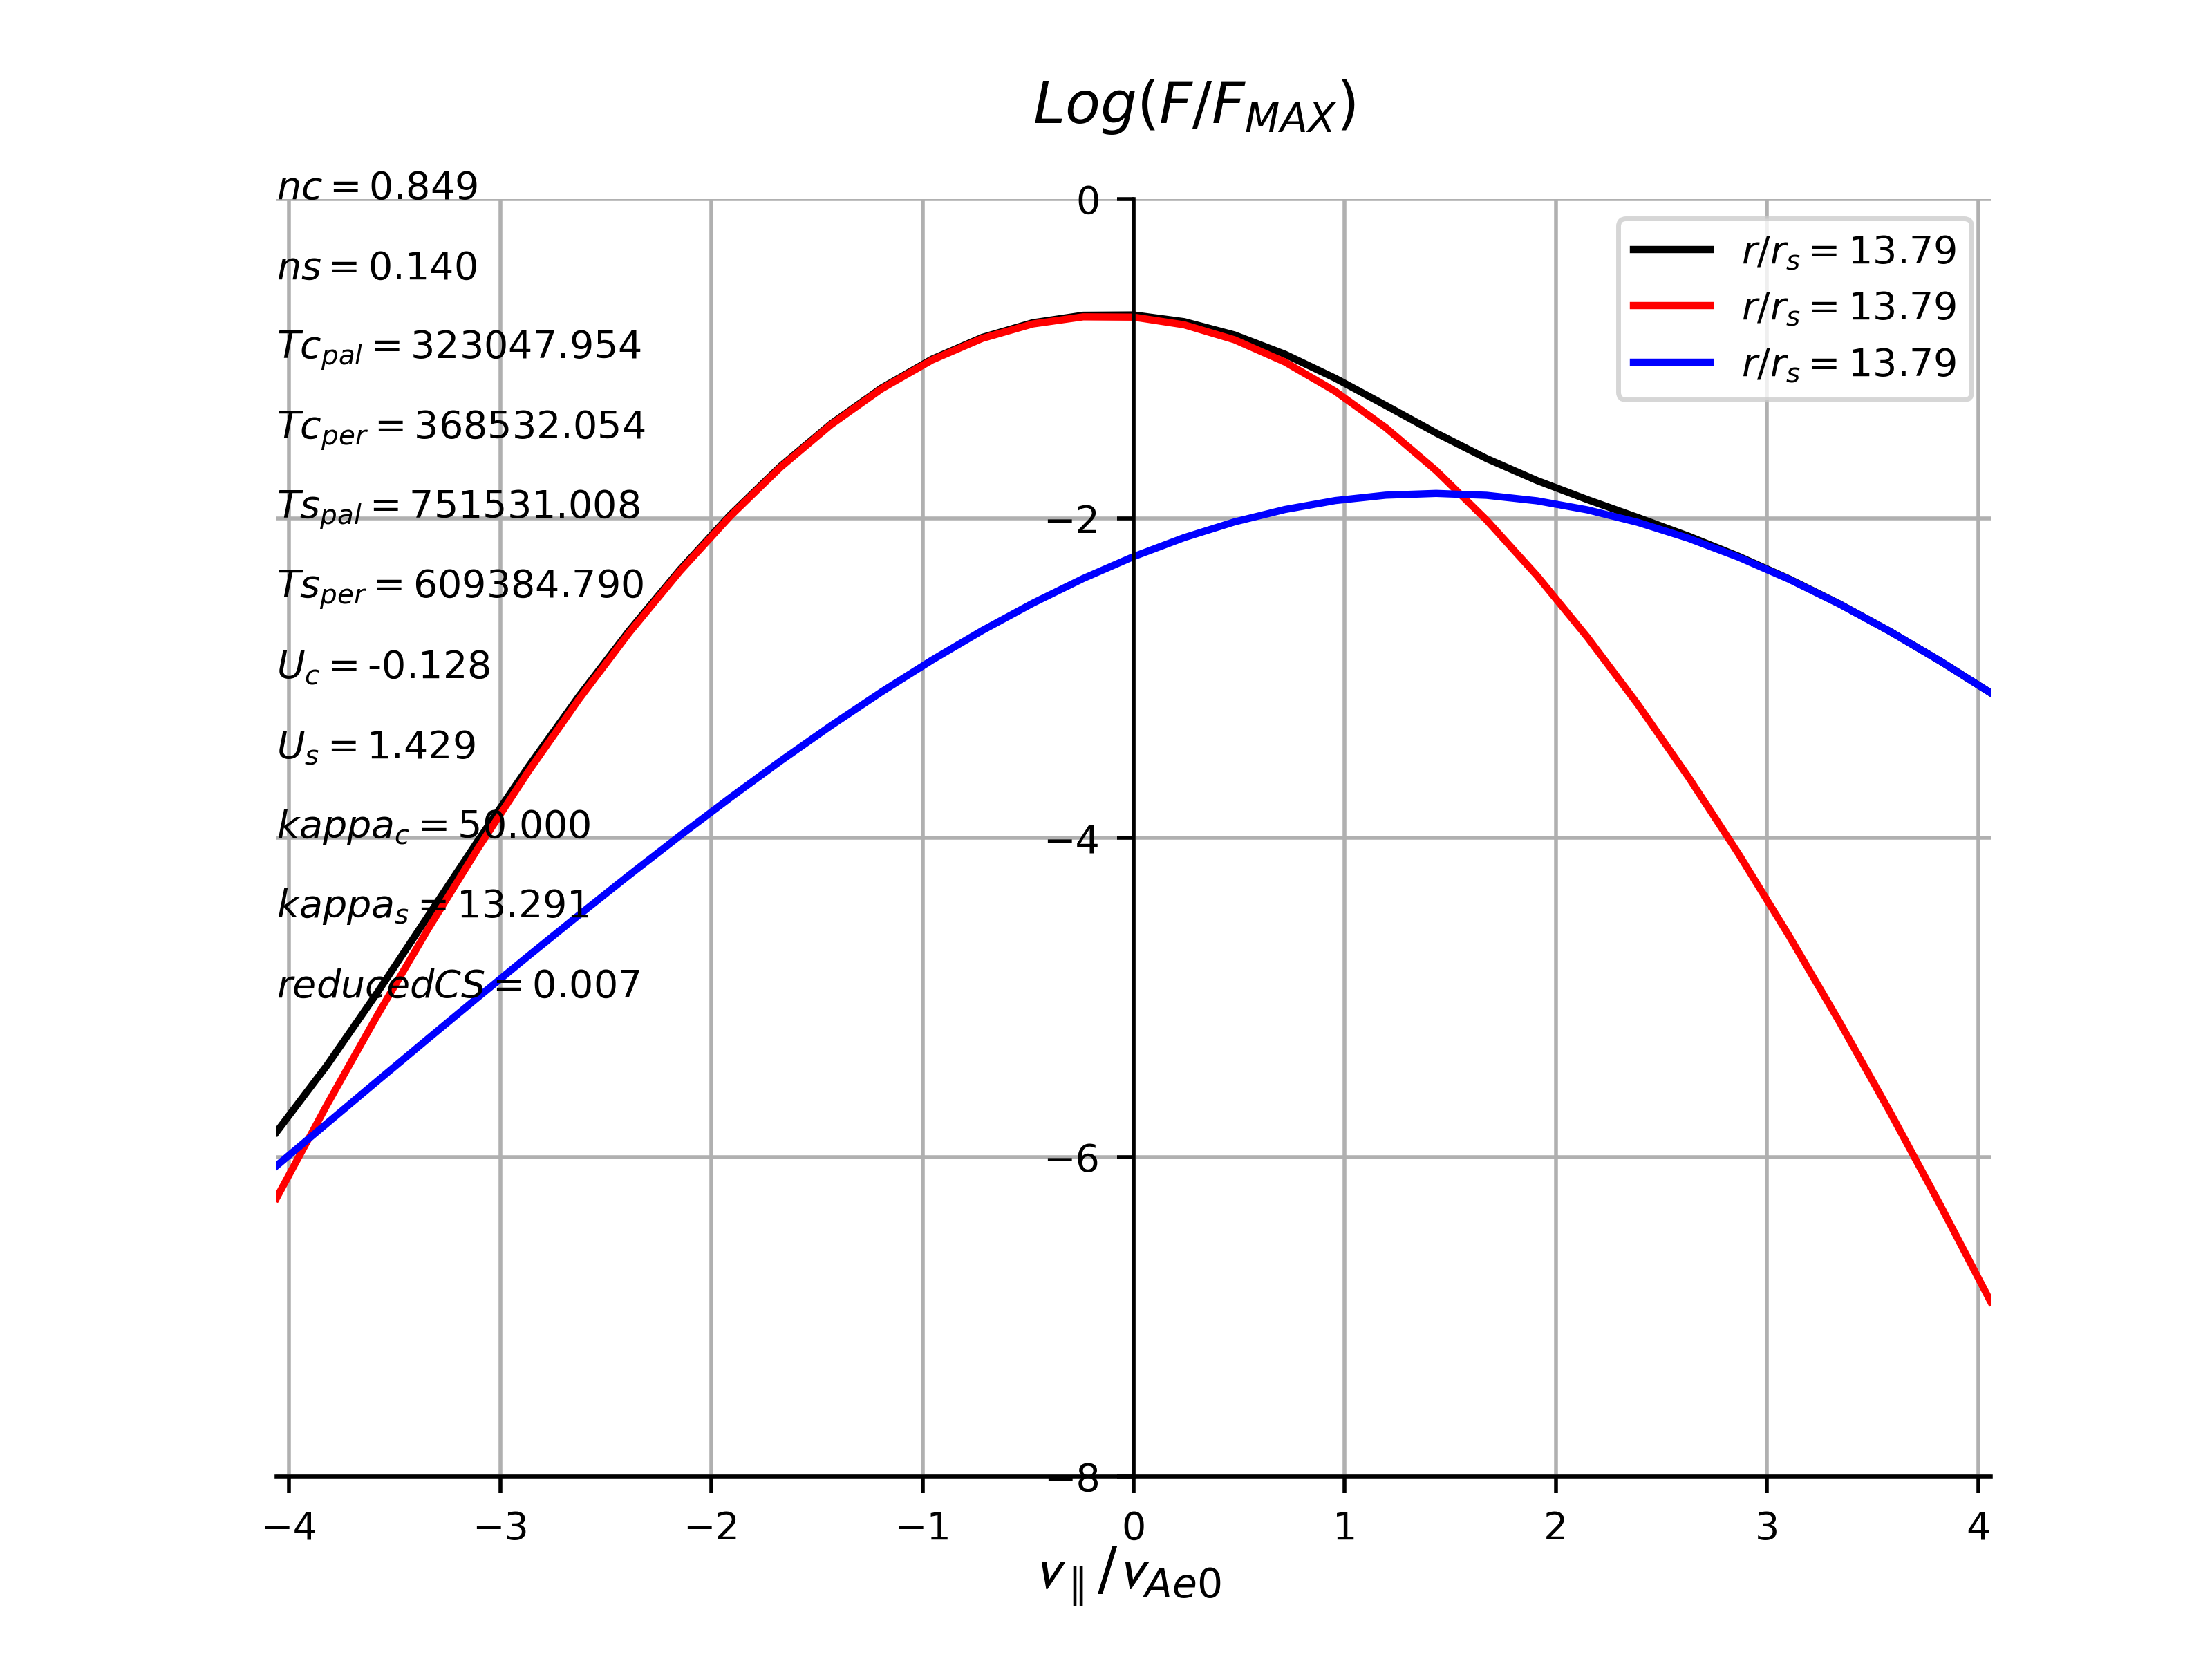 Log(F/F_MAX)
nc = 0.849
ns = 0.140
Tc_pal = 323047.954
Tc_per = 368532.054
Ts_pal = 751531.008
Ts_per = 609384.790
U_c = -0.128
U_s = 1.429
kappa_c = 50.000
kappa_s = 13.291
reducedCS = 0.007
r/r_s = 13.79
r/r_s = 13.79
r/r_s = 13.79
0
−2
−4
−6
−8
−4 −3 −2 −1 0 1 2 3 4
v_∥/v_Ae0